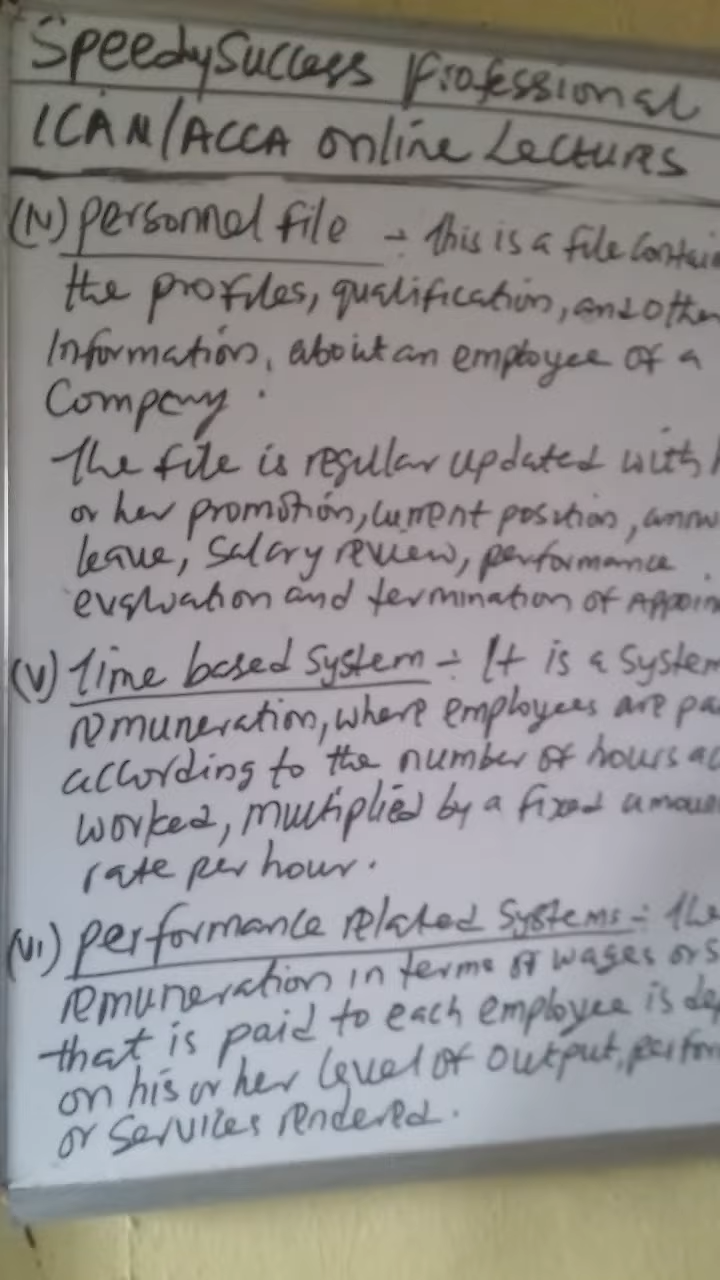 SpeedySuccess Professional
ICAN/ACCA online Lectures
(IV) personnel file :- this is a file contai
the profiles, qualification, and other
Information, about an employee of a
Company.
The file is regular updated with
or her promotion, current position, annu
leave, salary review, performance
evaluation and termination of Appoin
(V) Time based System :- It is a System
remuneration, where employees are pa
according to the number of hours ac
worked, multiplied by a fixed amou
rate per hour.
(VI) performance related Systems :- the
remuneration in terms of wages or s
that is paid to each employee is dep
on his or her level of output, perfor
or services rendered.